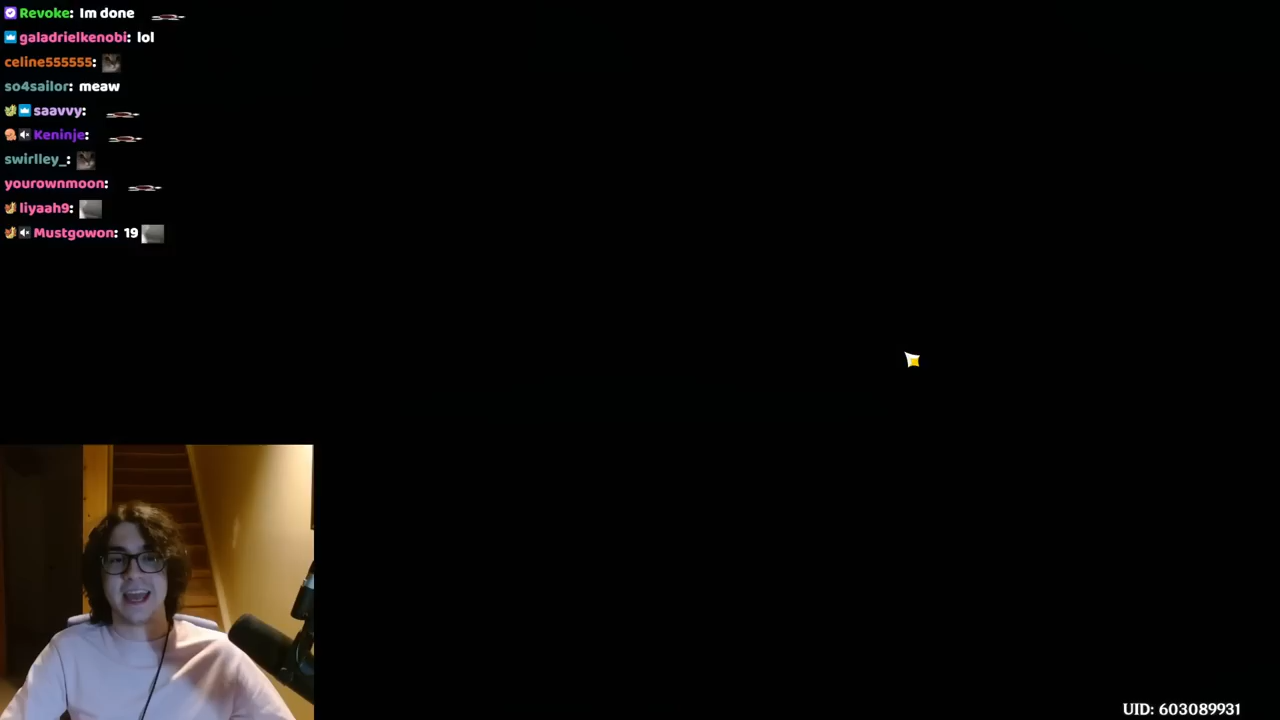 Revoke: Im done
galadrielkenobi: lol
celine555555:
so4sailor: meaw
saavvy:
Keninje:
swirlley_:
yourownmoon:
liyaah9:
Mustgowon: 19
UID: 603089931